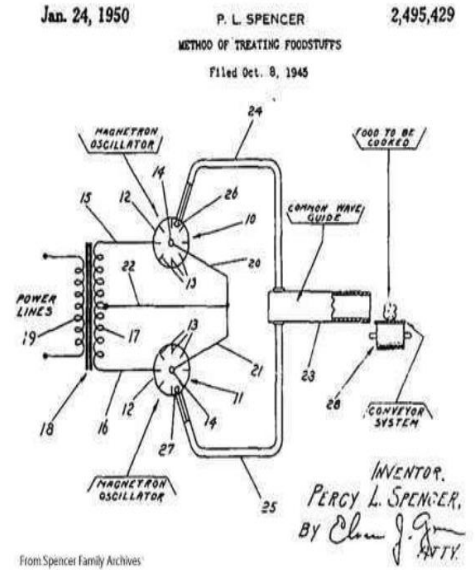 Jan. 24, 1950
P. L. SPENCER
2,495,429
METHOD OF TREATING FOODSTUFFS
Filed Oct. 8, 1945
24
MAGNETRON
OSCILLATOR
FOOD TO BE
COOKED
14
26
15
12
10
COMMON WAVE
GUIDE
13
20
22
POWER
LINES
19
17
13
21
23
28
18
16
12
11
14
27
CONVEYOR
SYSTEM
MAGNETRON
OSCILLATOR
25
INVENTOR.
PERCY L. SPENCER,
BY
ATTY.
From Spencer Family Archives